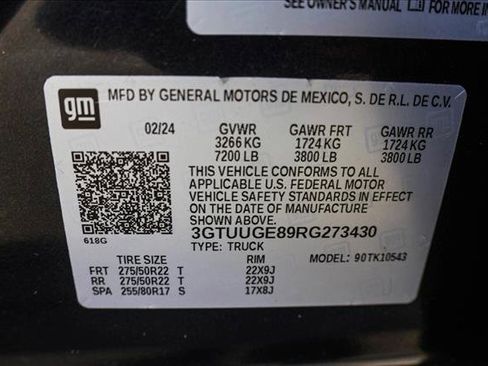 SEE OWNER'S MANUAL FOR MORE IN
gm
MFD BY GENERAL MOTORS DE MEXICO, S. DE R.L. DE C.V.
02/24 GVWR GAWR FRT GAWR RR
3266 KG 1724 KG 1724 KG
7200 LB 3800 LB 3800 LB
THIS VEHICLE CONFORMS TO ALL
APPLICABLE U.S. FEDERAL MOTOR
VEHICLE SAFETY STANDARDS IN
EFFECT ON THE DATE OF MANUFACTURE
SHOWN ABOVE.
3GTUUGE89RG273430
618G
TYPE: TRUCK
TIRE SIZE RIM MODEL: 90TK10543
FRT 275/50R22 T 22X9J
RR 275/50R22 T 22X9J
SPA 255/80R17 S 17X8J